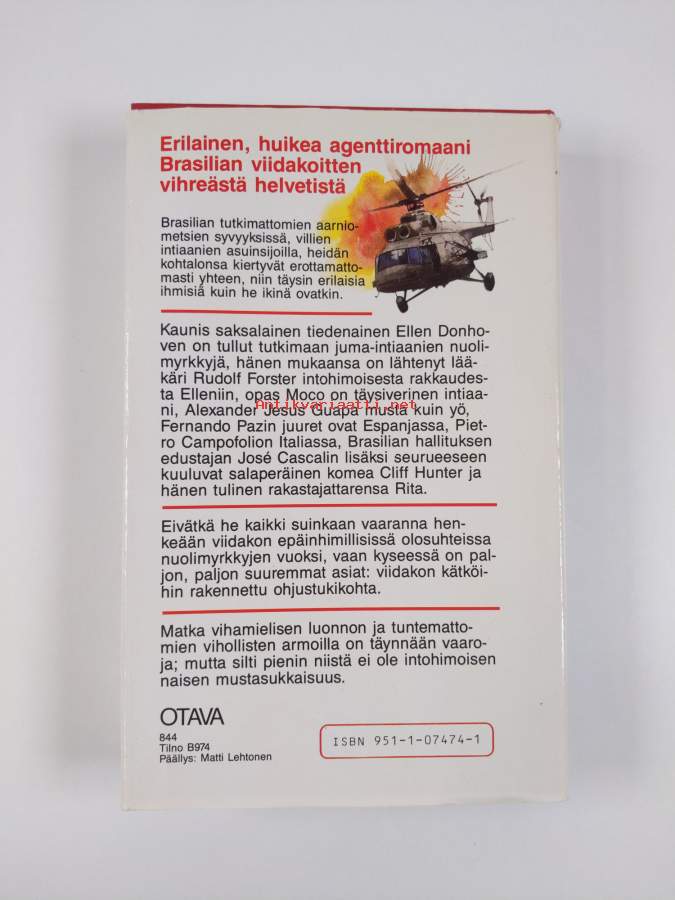 Erilainen, huikea agenttiromaani
Brasilian viidakoitten
vihreästä helvetistä
Brasilian tutkimattomien aarnio-
metsien syvyyksissä, villien
intiaanien asuinsijoilla, heidän
kohtalonsa kiertyvät erottamatto-
masti yhteen, niin täysin erilaisia
ihmisiä kuin he ikinä ovatkin.
Kaunis saksalainen tiedenainen Ellen Donho-
ven on tullut tutkimaan juma-intiaanien nuoli-
myrkkyjä, hänen mukaansa on lähtenyt lää-
käri Rudolf Forster intohimoisesta rakkaudes-
ta Elleniin, opas Moco on täysiverinen intiaa-
ni, Alexander Jesus Guapa musta kuin yö,
Antikvariaatti.net
Fernando Pazin juuret ovat Espanjassa, Piet-
ro Campofolion Italiassa, Brasilian hallituksen
edustajan José Cascalin lisäksi seurueeseen
kuuluvat salaperäinen komea Cliff Hunter ja
hänen tulinen rakastajattarensa Rita.
Eivätkä he kaikki suinkaan vaaranna hen-
keään viidakon epäinhimillisissä olosuhteissa
nuolimyrkkyjen vuoksi, vaan kyseessä on pal-
jon, paljon suuremmat asiat: viidakon kätköi-
hin rakennettu ohjustukikohta.
Matka vihamielisen luonnon ja tuntematto-
mien vihollisten armoilla on täynnään vaaro-
ja; mutta silti pienin niistä ei ole intohimoisen
naisen mustasukkaisuus.
OTAVA
844
Tilno B974
Päällys: Matti Lehtonen
ISBN 951-1-07474-1